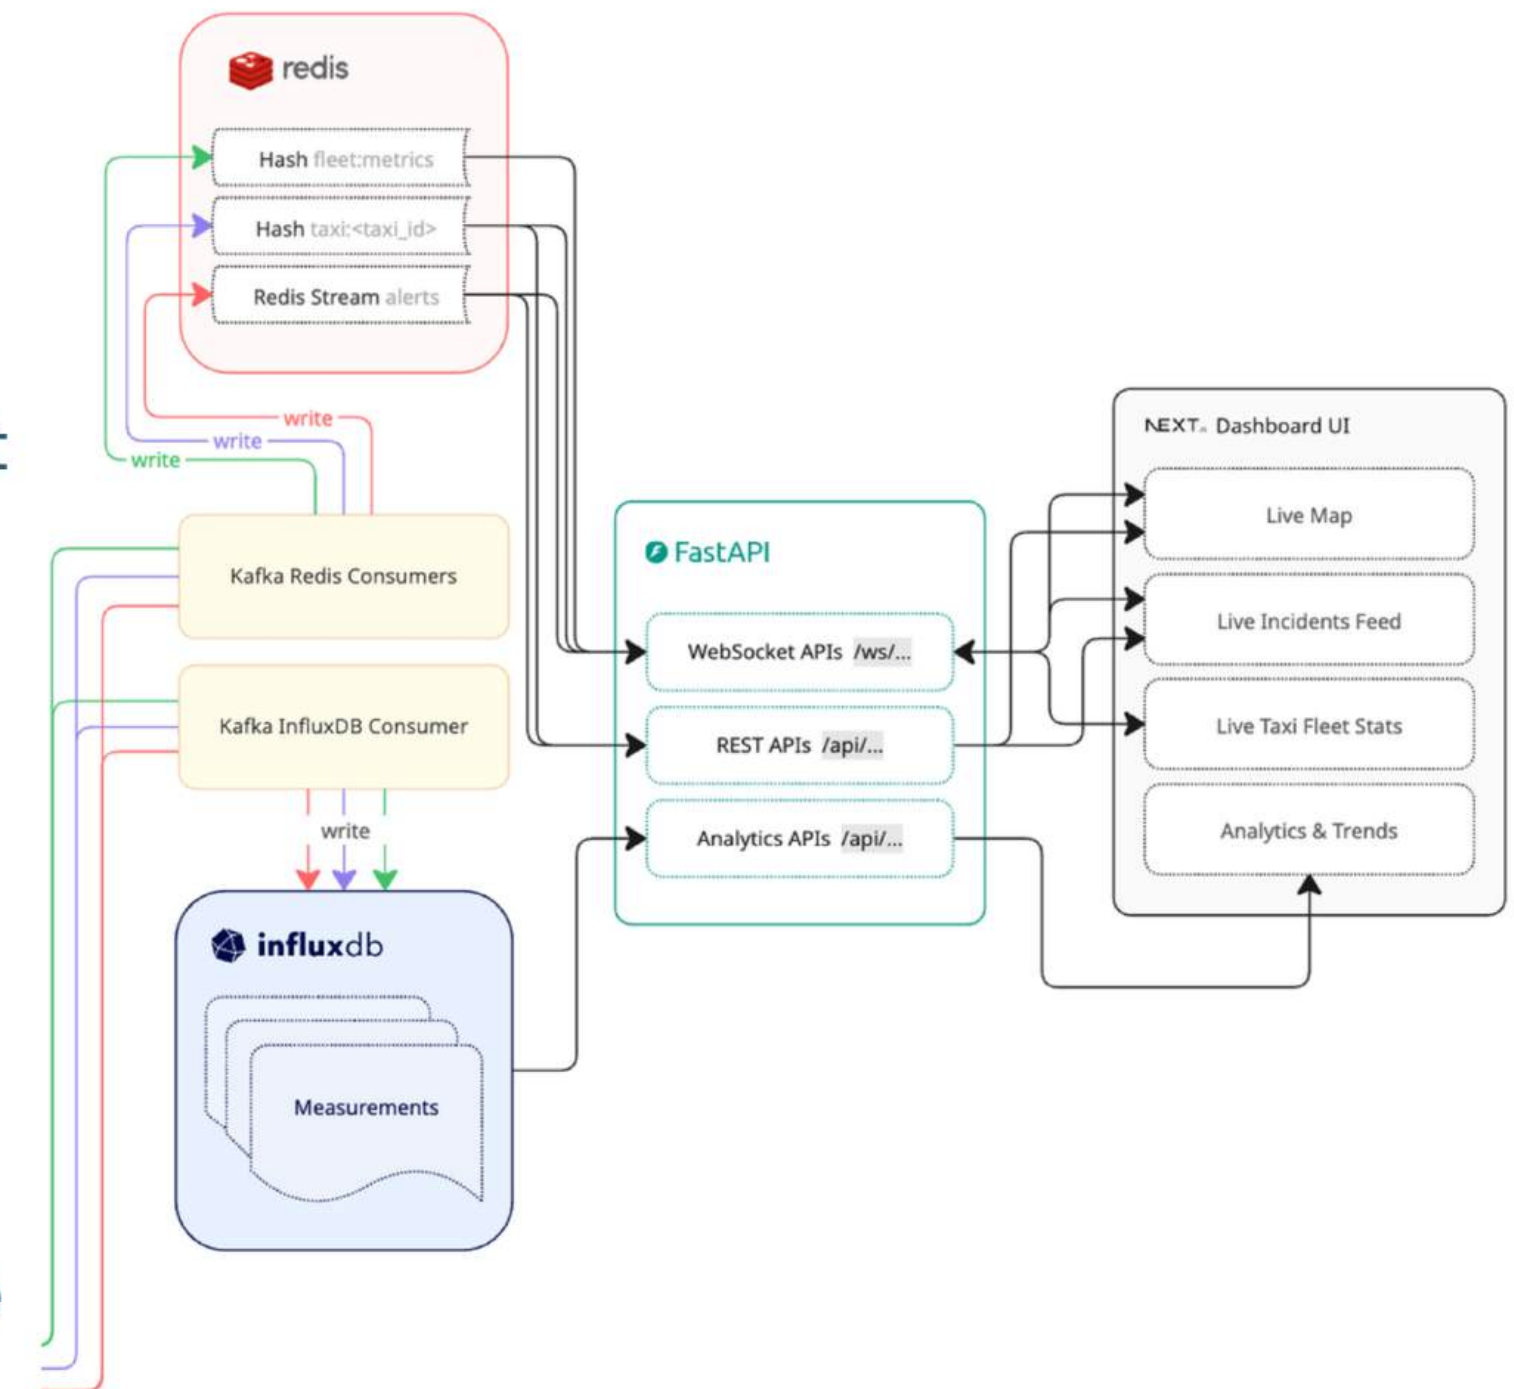 redis
Hash fleet:metrics
Hash taxi:<taxi_id>
Redis Stream alerts
write
write
write
Kafka Redis Consumers
Kafka InfluxDB Consumer
write
influxdb
Measurements
FastAPI
WebSocket APIs /ws/...
REST APIs /api/...
Analytics APIs /api/...
NEXT.js Dashboard UI
Live Map
Live Incidents Feed
Live Taxi Fleet Stats
Analytics & Trends